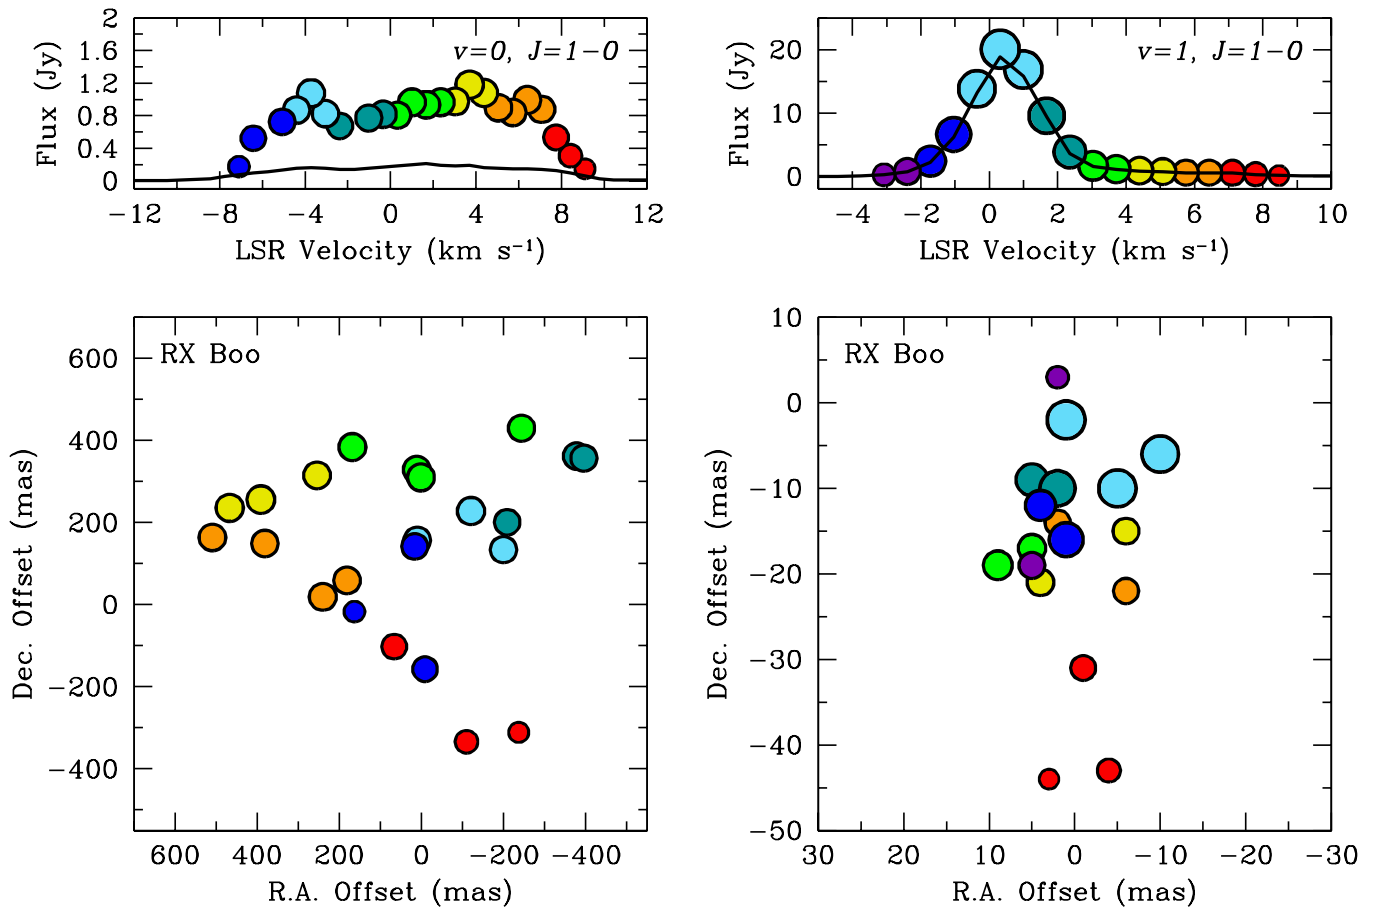 2
1.6
1.2
0.8
0.4
0
Flux (Jy)
v=0, J=1−0
−12 −8 −4 0 4 8 12
LSR Velocity (km s⁻¹)
20
10
0
Flux (Jy)
v=1, J=1−0
−4 −2 0 2 4 6 8 10
LSR Velocity (km s⁻¹)
RX Boo
600
400
200
0
−200
−400
Dec. Offset (mas)
600 400 200 0 −200 −400
R.A. Offset (mas)
RX Boo
10
0
−10
−20
−30
−40
−50
Dec. Offset (mas)
30 20 10 0 −10 −20 −30
R.A. Offset (mas)